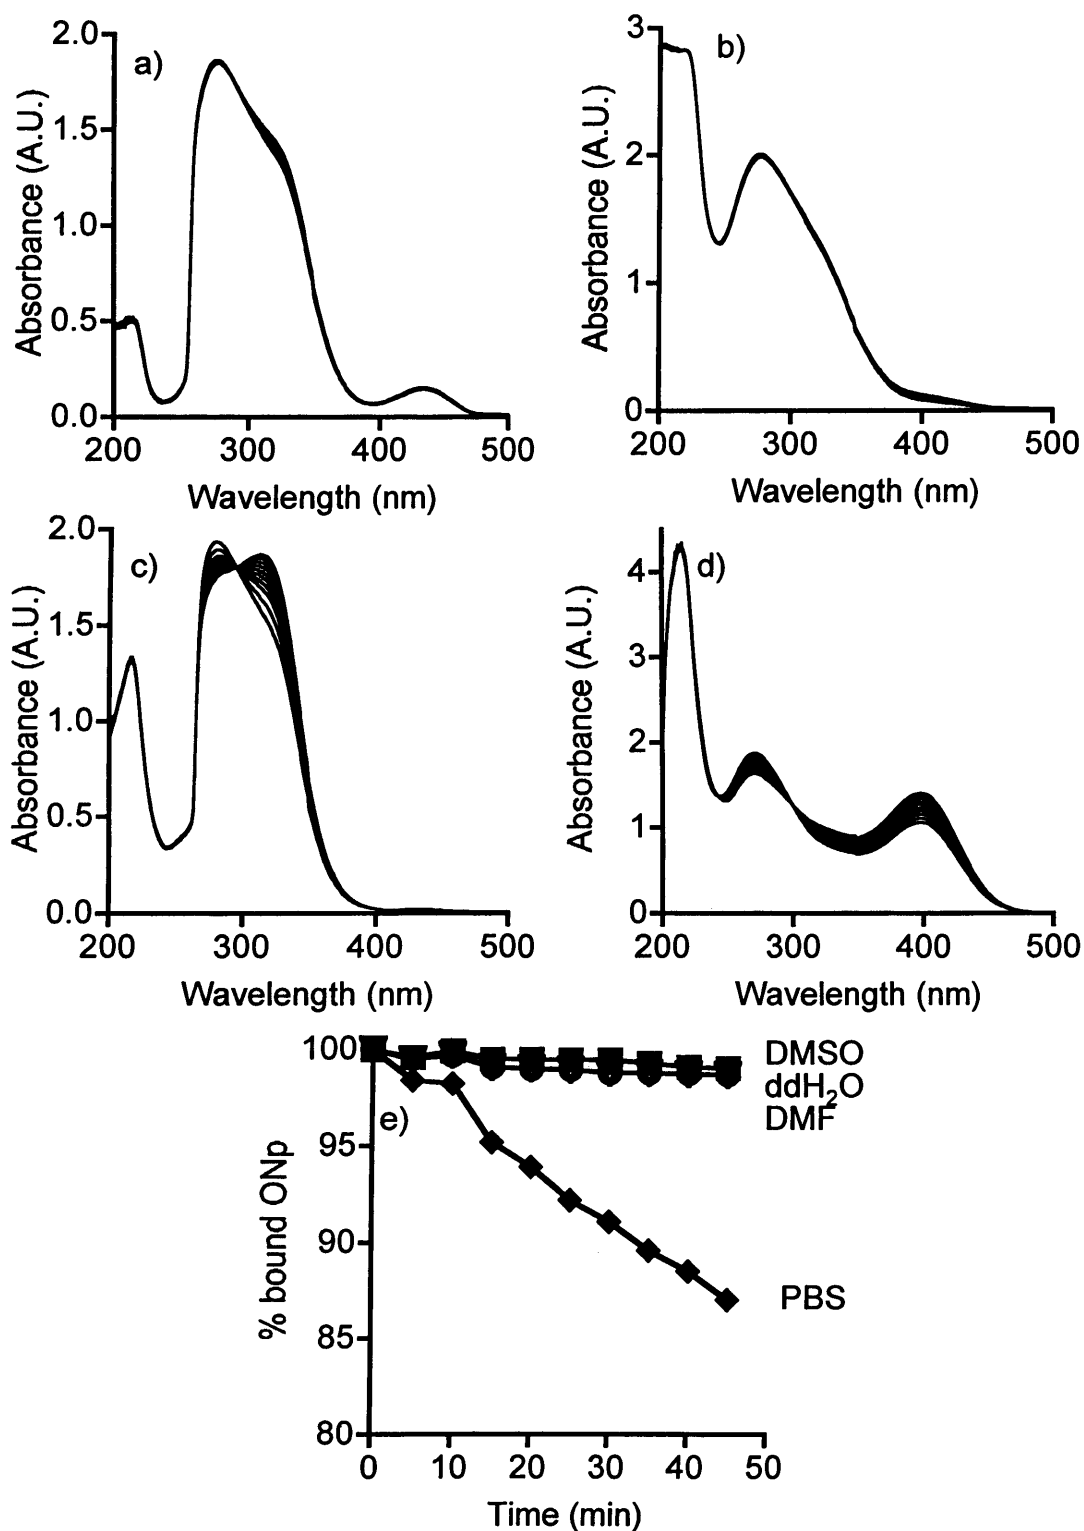 a)
Absorbance (A.U.)
2.0
1.5
1.0
0.5
0.0
200 300 400 500
Wavelength (nm)
b)
Absorbance (A.U.)
3
2
1
0
200 300 400 500
Wavelength (nm)
c)
Absorbance (A.U.)
2.0
1.5
1.0
0.5
0.0
200 300 400 500
Wavelength (nm)
d)
Absorbance (A.U.)
4
3
2
1
0
200 300 400 500
Wavelength (nm)
e)
% bound ONp
100
95
90
85
80
DMSO
ddH₂O
DMF
PBS
0 10 20 30 40 50
Time (min)